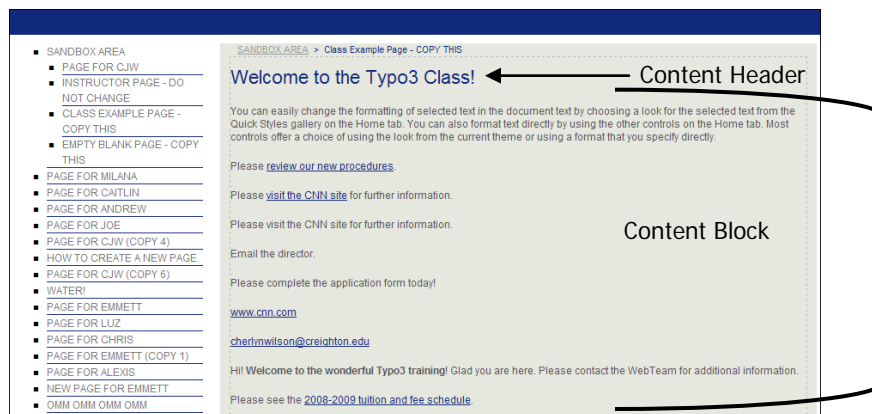 SANDBOX AREA
PAGE FOR CJW
INSTRUCTOR PAGE - DO
NOT CHANGE
CLASS EXAMPLE PAGE -
COPY THIS
EMPTY BLANK PAGE - COPY
THIS
PAGE FOR MILANA
PAGE FOR CAITLIN
PAGE FOR ANDREW
PAGE FOR JOE
PAGE FOR CJW (COPY 4)
HOW TO CREATE A NEW PAGE
PAGE FOR CJW (COPY 6)
WATER!
PAGE FOR EMMETT
PAGE FOR LUZ
PAGE FOR CHRIS
PAGE FOR EMMETT (COPY 1)
PAGE FOR ALEXIS
NEW PAGE FOR EMMETT
OMM OMM OMM OMM
SANDBOX AREA > Class Example Page - COPY THIS
Welcome to the Typo3 Class!
Content Header
You can easily change the formatting of selected text in the document text by choosing a look for the selected text from the
Quick Styles gallery on the Home tab. You can also format text directly by using the other controls on the Home tab. Most
controls offer a choice of using the look from the current theme or using a format that you specify directly.
Please review our new procedures.
Please visit the CNN site for further information.
Please visit the CNN site for further information.
Content Block
Email the director.
Please complete the application form today!
www.cnn.com
cherlynwilson@creighton.edu
Hi! Welcome to the wonderful Typo3 training! Glad you are here. Please contact the WebTeam for additional information.
Please see the 2008-2009 tuition and fee schedule.